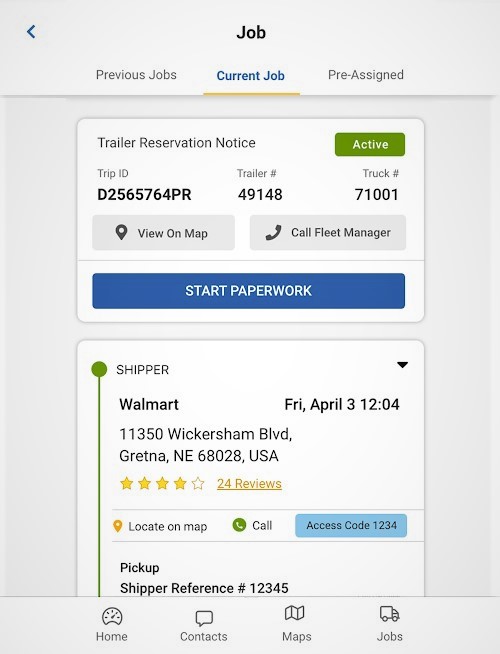 Job
Previous Jobs Current Job Pre-Assigned
Trailer Reservation Notice Active
Trip ID Trailer # Truck #
D2565764PR 49148 71001
View On Map Call Fleet Manager
START PAPERWORK
SHIPPER
Walmart Fri, April 3 12:04
11350 Wickersham Blvd,
Gretna, NE 68028, USA
24 Reviews
Locate on map Call Access Code 1234
Pickup
Shipper Reference # 12345
Home Contacts Maps Jobs